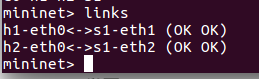 mininet> links
h1-eth0<->s1-eth1 (OK OK)
h2-eth0<->s1-eth2 (OK OK)
mininet>